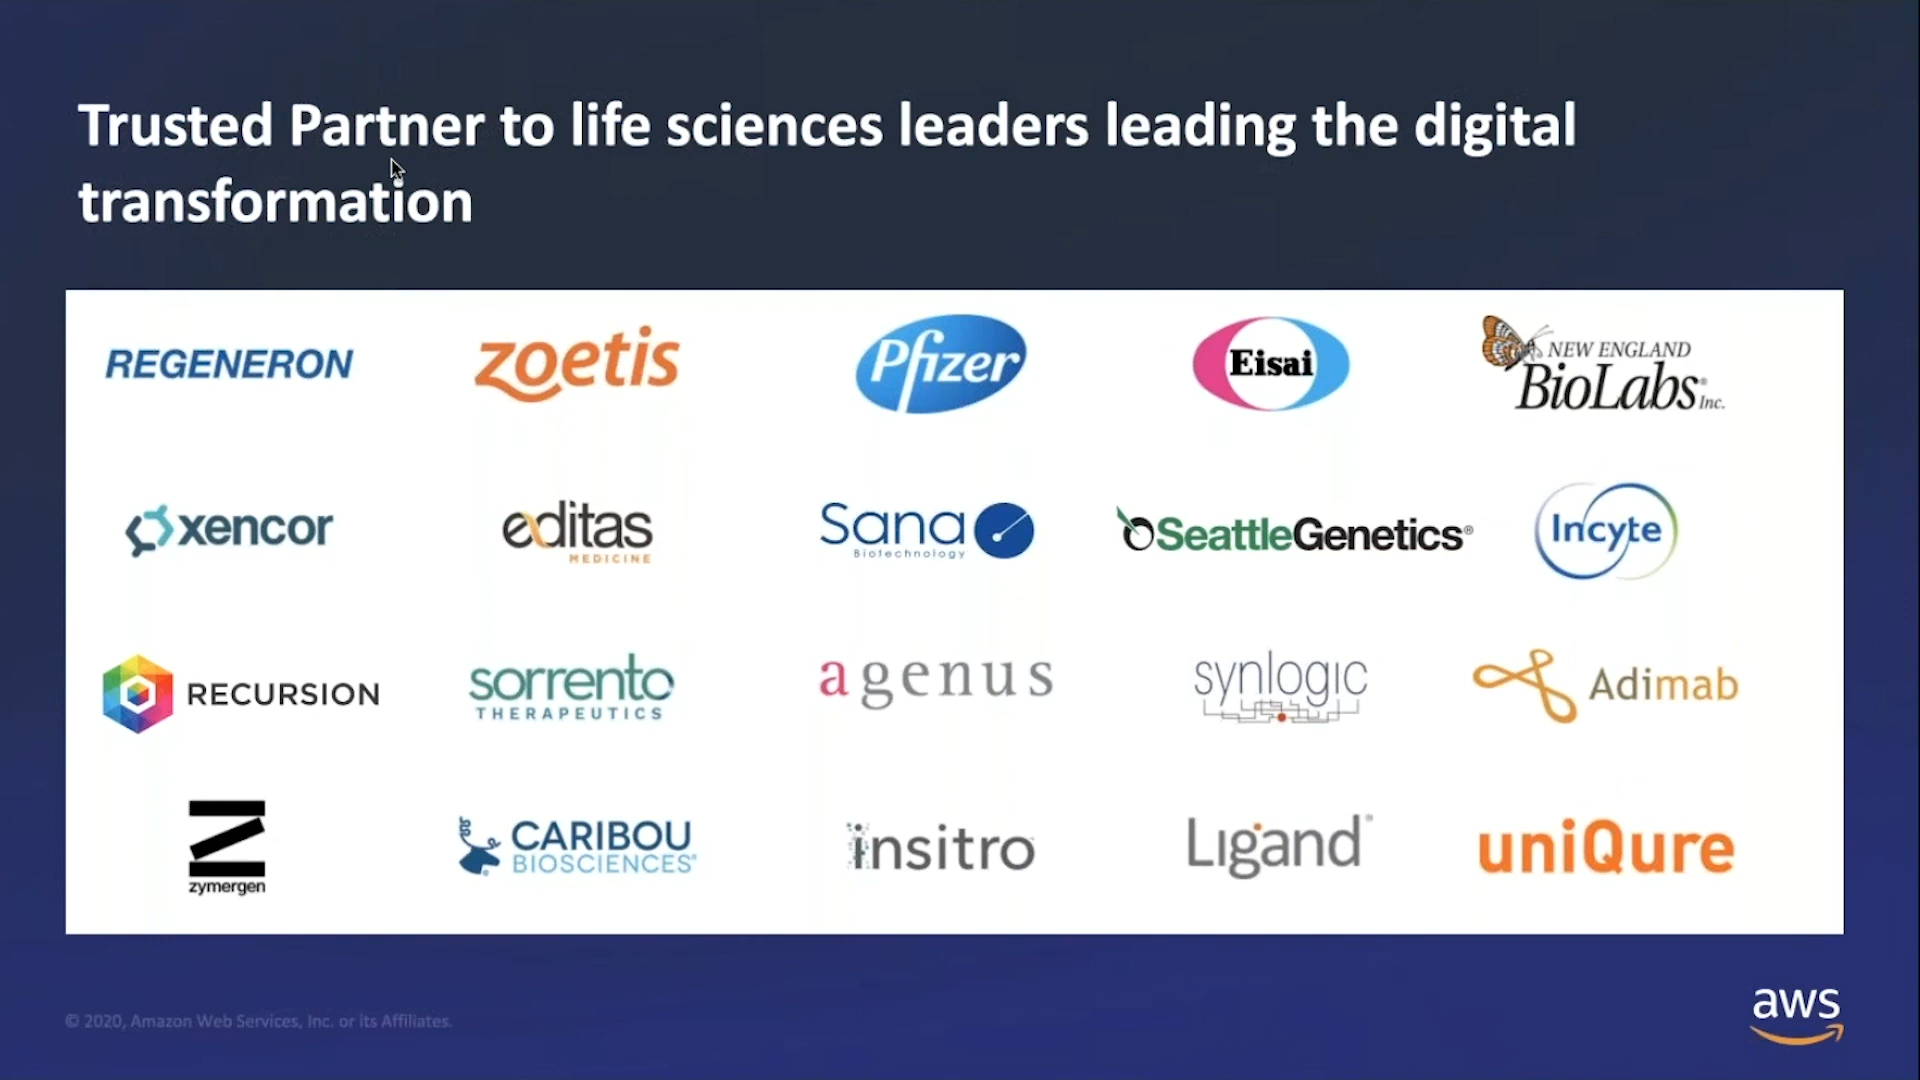 Trusted Partner to life sciences leaders leading the digital
transformation
REGENERON
zoetis
Pfizer
Eisai
NEW ENGLAND
BioLabs® Inc.
xencor
editas
MEDICINE
Sana
Biotechnology
SeattleGenetics®
Incyte
RECURSION
sorrento
THERAPEUTICS
agenus
synlogic
Adimab
zymergen
CARIBOU
BIOSCIENCES®
insitro
Ligand®
uniQure
© 2020, Amazon Web Services, Inc. or its Affiliates.
aws